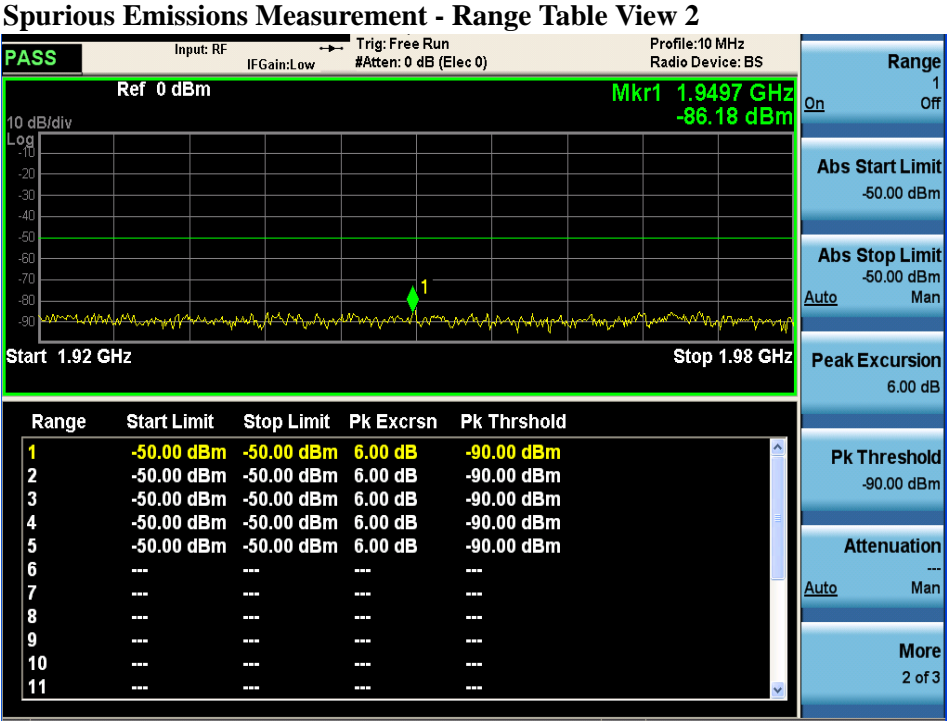 Spurious Emissions Measurement - Range Table View 2
PASS
Input: RF
IFGain:Low
Trig: Free Run
#Atten: 0 dB (Elec 0)
Profile:10 MHz
Radio Device: BS
Ref 0 dBm
Mkr1 1.9497 GHz
-86.18 dBm
10 dB/div
Log
-10
-20
-30
-40
-50
-60
-70
-80
-90
1
Start 1.92 GHz
Stop 1.98 GHz
Range Start Limit Stop Limit Pk Excrsn Pk Thrshold
1 -50.00 dBm -50.00 dBm 6.00 dB -90.00 dBm
2 -50.00 dBm -50.00 dBm 6.00 dB -90.00 dBm
3 -50.00 dBm -50.00 dBm 6.00 dB -90.00 dBm
4 -50.00 dBm -50.00 dBm 6.00 dB -90.00 dBm
5 -50.00 dBm -50.00 dBm 6.00 dB -90.00 dBm
6 --- --- --- ---
7 --- --- --- ---
8 --- --- --- ---
9 --- --- --- ---
10 --- --- --- ---
11 --- --- --- ---
Range
1
On Off
Abs Start Limit
-50.00 dBm
Abs Stop Limit
-50.00 dBm
Auto Man
Peak Excursion
6.00 dB
Pk Threshold
-90.00 dBm
Attenuation
---
Auto Man
More
2 of 3